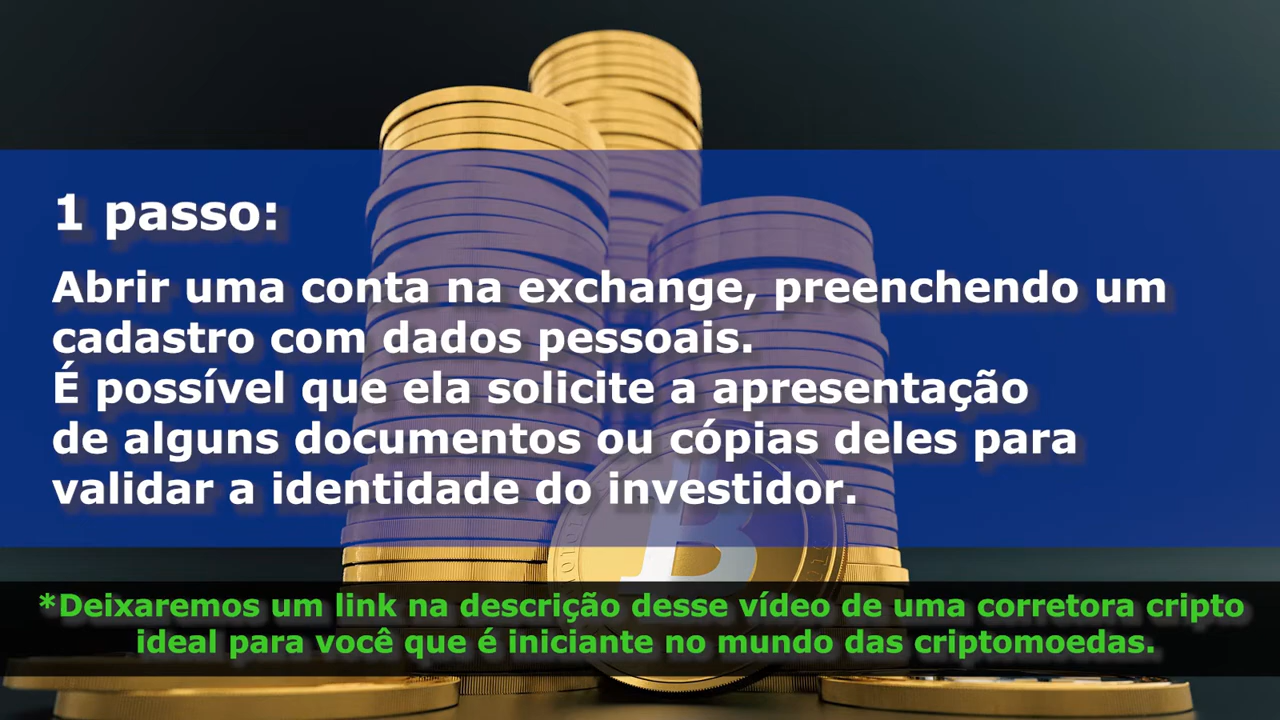 1 passo:
Abrir uma conta na exchange, preenchendo um
cadastro com dados pessoais.
É possível que ela solicite a apresentação
de alguns documentos ou cópias deles para
validar a identidade do investidor.
*Deixaremos um link na descrição desse vídeo de uma corretora cripto
ideal para você que é iniciante no mundo das criptomoedas.